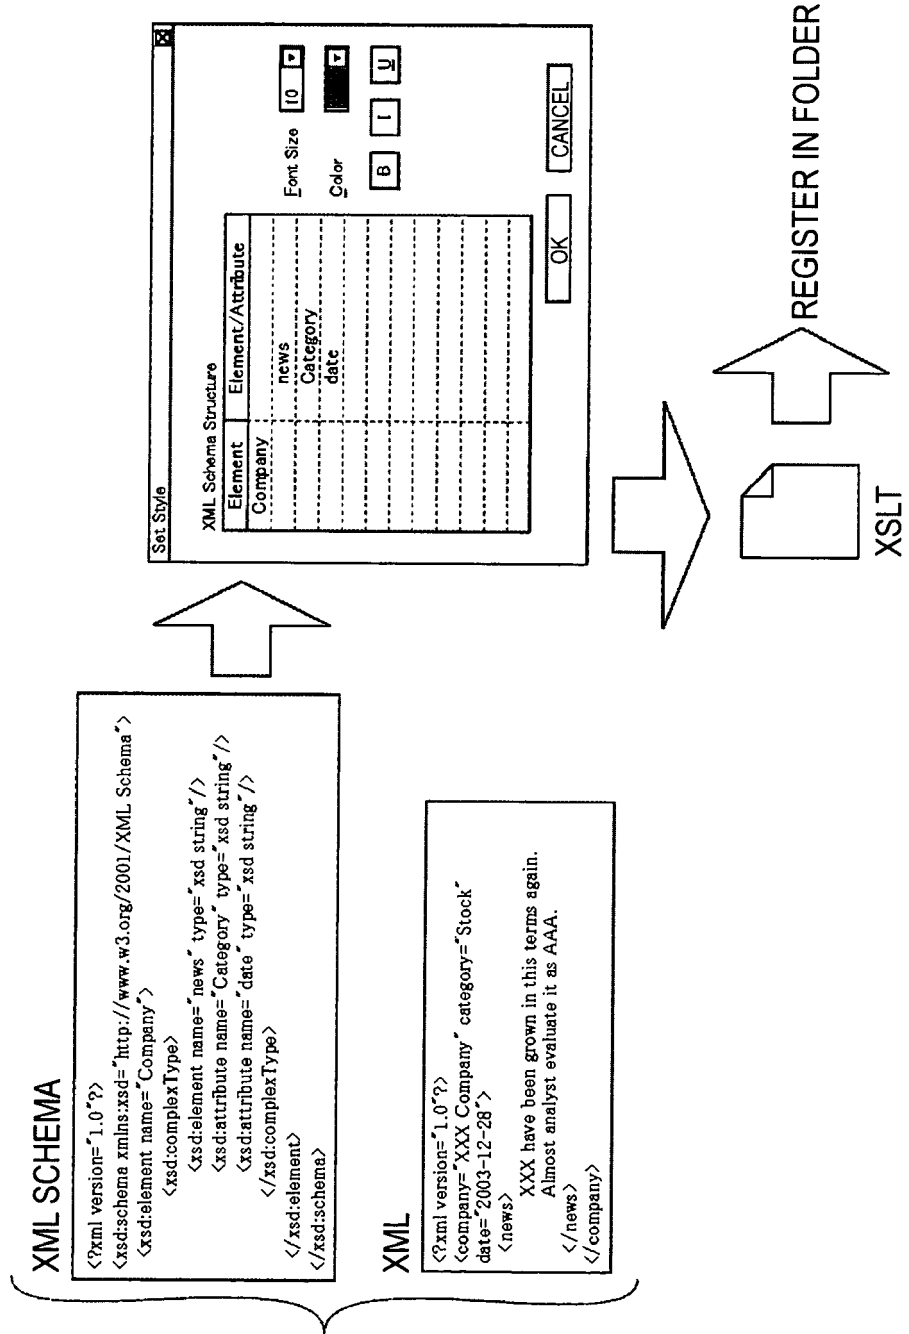 XML SCHEMA
<?xml version="1.0"?>
<xsd:schema xmlns:xsd="http://www.w3.org/2001/XML Schema">
<xsd:element name="Company">
<xsd:complexType>
<xsd:element name="news" type="xsd string"/>
<xsd:attribute name="Category" type="xsd string"/>
<xsd:attribute name="date" type="xsd string"/>
</xsd:complexType>
</xsd:element>
</xsd:schema>
XML
<?xml version="1.0"?>
<company="XXX Company" category="Stock"
date="2003-12-28">
<news>
XXX have been grown in this terms again.
Almost analyst evaluate it as AAA.
</news>
</company>
Set Style
XML Schema Structure
Element Element/Attribute
Company
news
Category
date
Font Size 10
Color
B I U
OK CANCEL
XSLT
REGISTER IN FOLDER